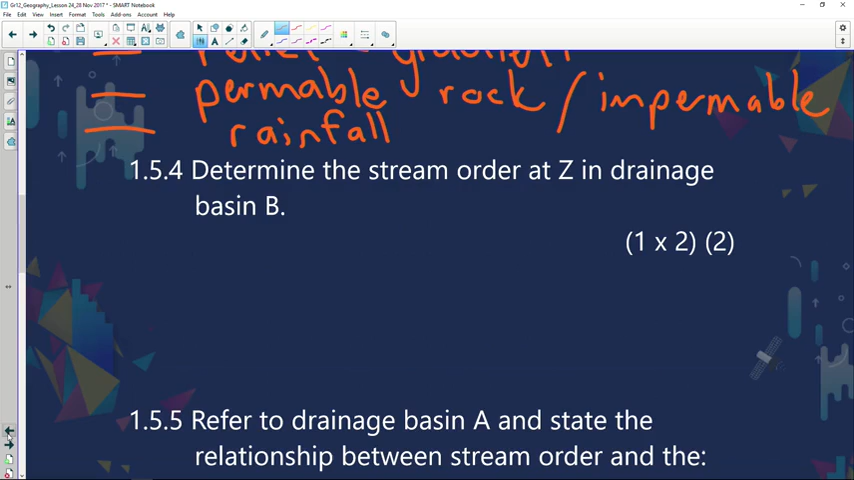 Gr12_Geography_Lesson 24_28 Nov 2017 * - SMART Notebook
File Edit View Insert Format Tools Add-ons Account Help
relief gradient
permable rock / impermable
rainfall
1.5.4 Determine the stream order at Z in drainage
basin B.
(1 x 2) (2)
1.5.5 Refer to drainage basin A and state the
relationship between stream order and the: